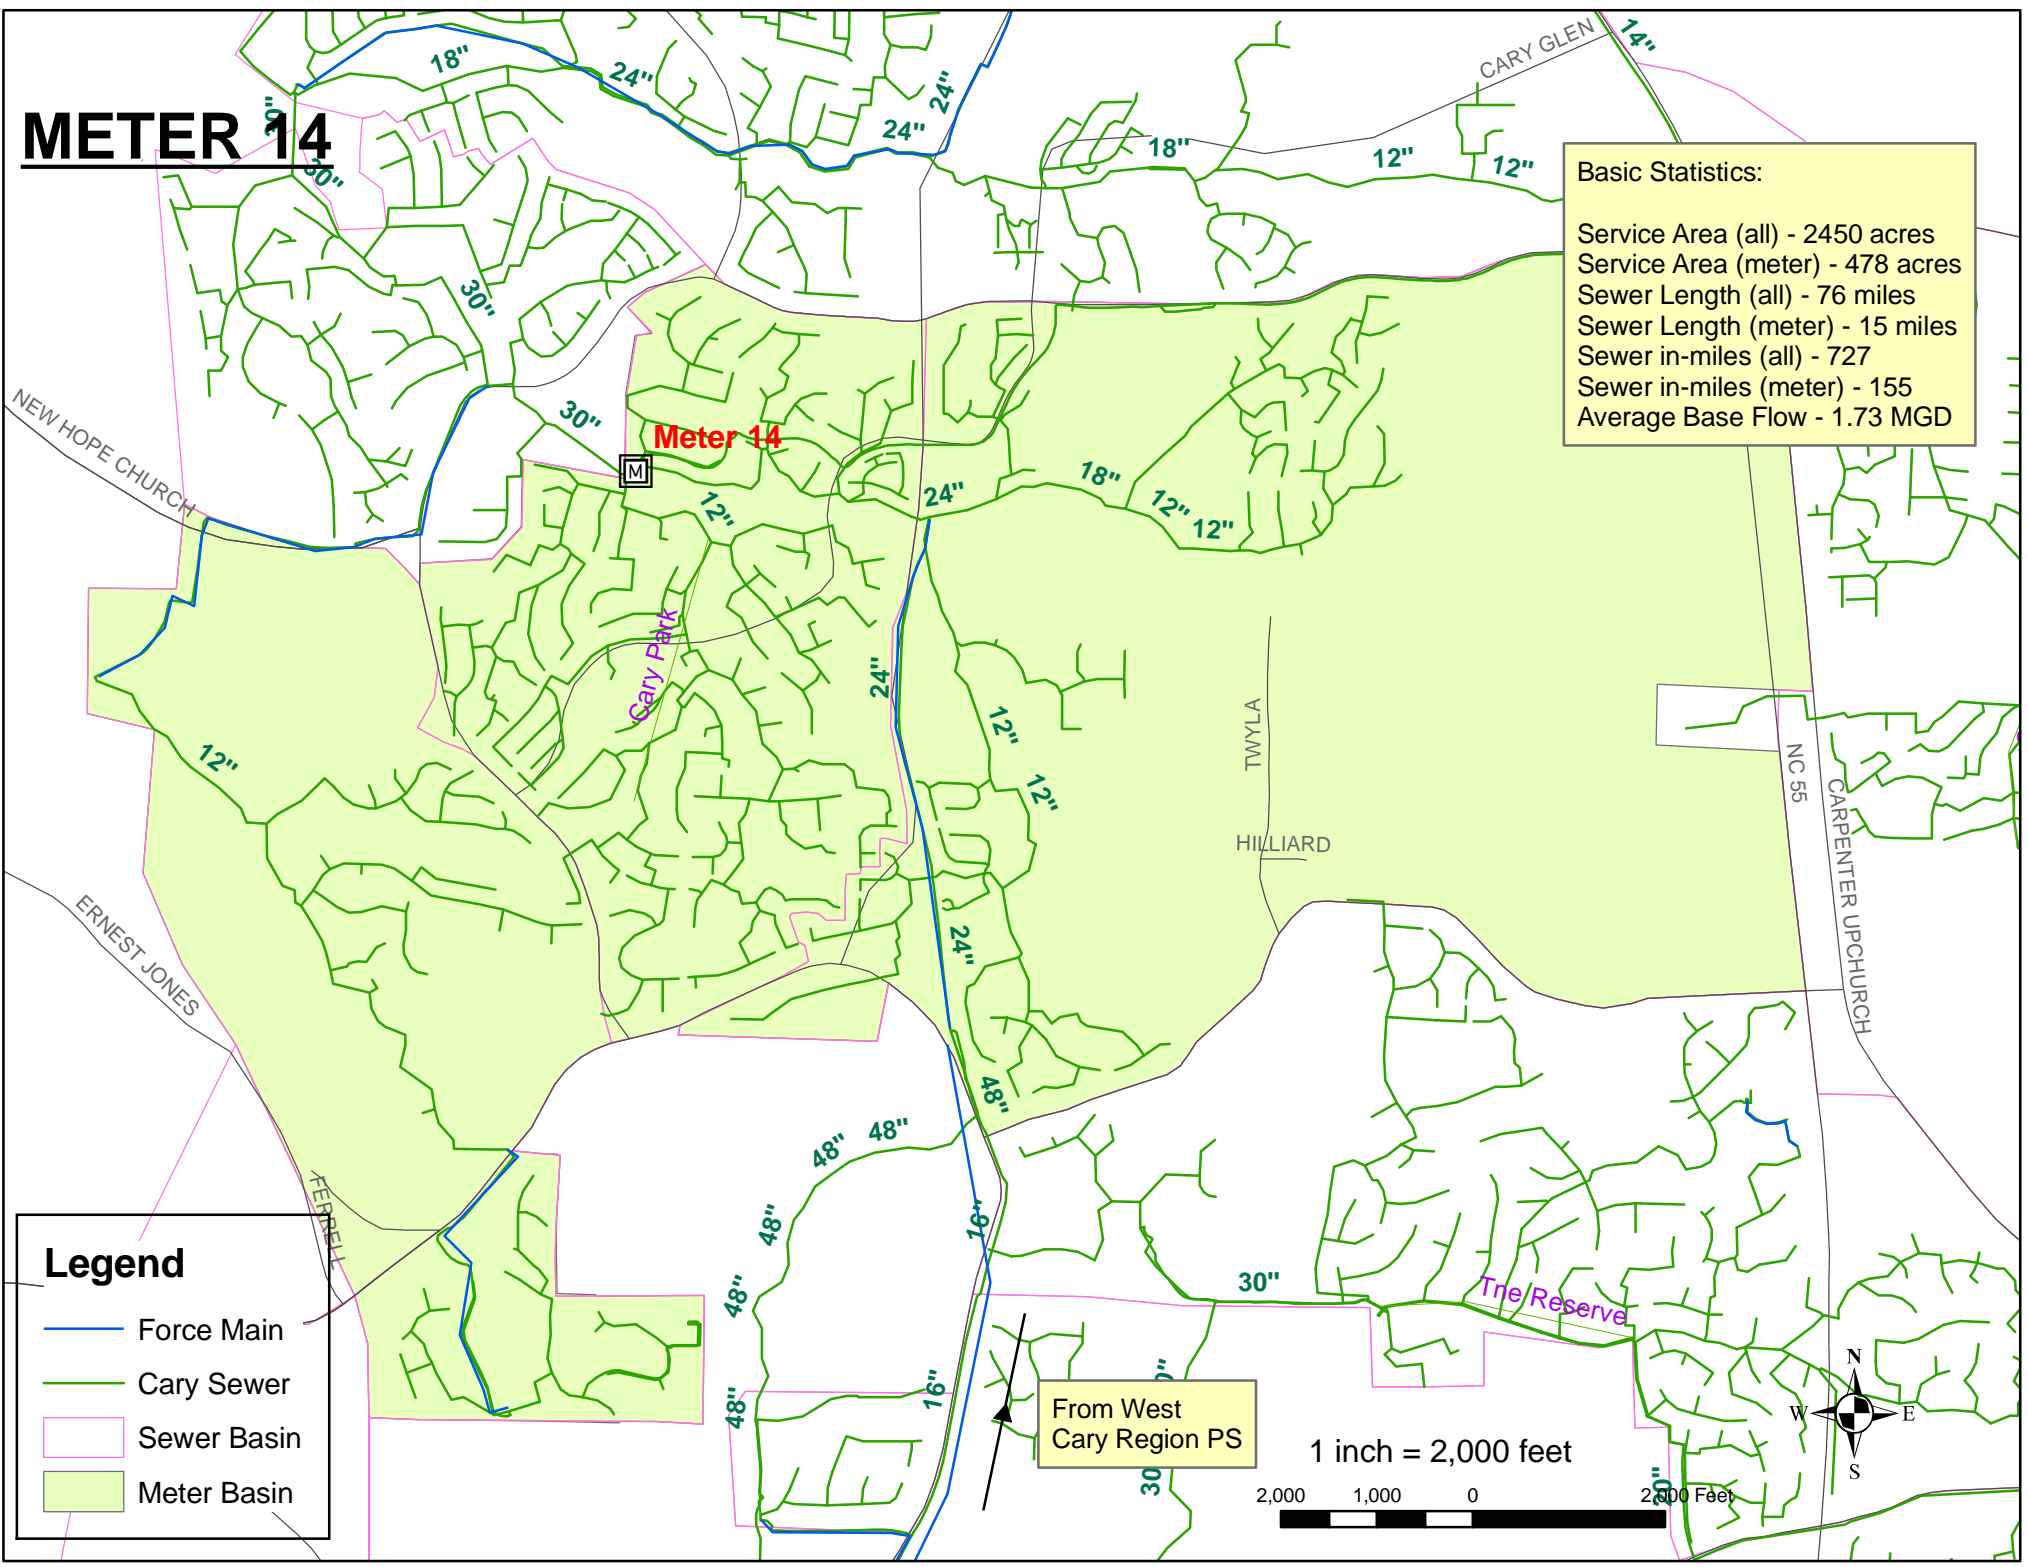 METER 14
18"
24"
24"
24"
14"
CARY GLEN
18"
12"
12"
30"
30"
Basic Statistics:
Service Area (all) - 2450 acres
Service Area (meter) - 478 acres
Sewer Length (all) - 76 miles
Sewer Length (meter) - 15 miles
Sewer in-miles (all) - 727
Sewer in-miles (meter) - 155
Average Base Flow - 1.73 MGD
30"
30"
Meter 14
M
NEW HOPE CHURCH
12"
24"
18"
12"
12"
Cary Park
24"
12"
12"
12"
TWYLA
HILLIARD
NC 55
CARPENTER UPCHURCH
ERNEST JONES
24"
48"
48"
48"
48"
48"
48"
16"
16"
FERRELL
30"
The Reserve
Legend
Force Main
Cary Sewer
Sewer Basin
Meter Basin
From West
Cary Region PS
1 inch = 2,000 feet
2,000 1,000 0 2,000 Feet
N
W E
S